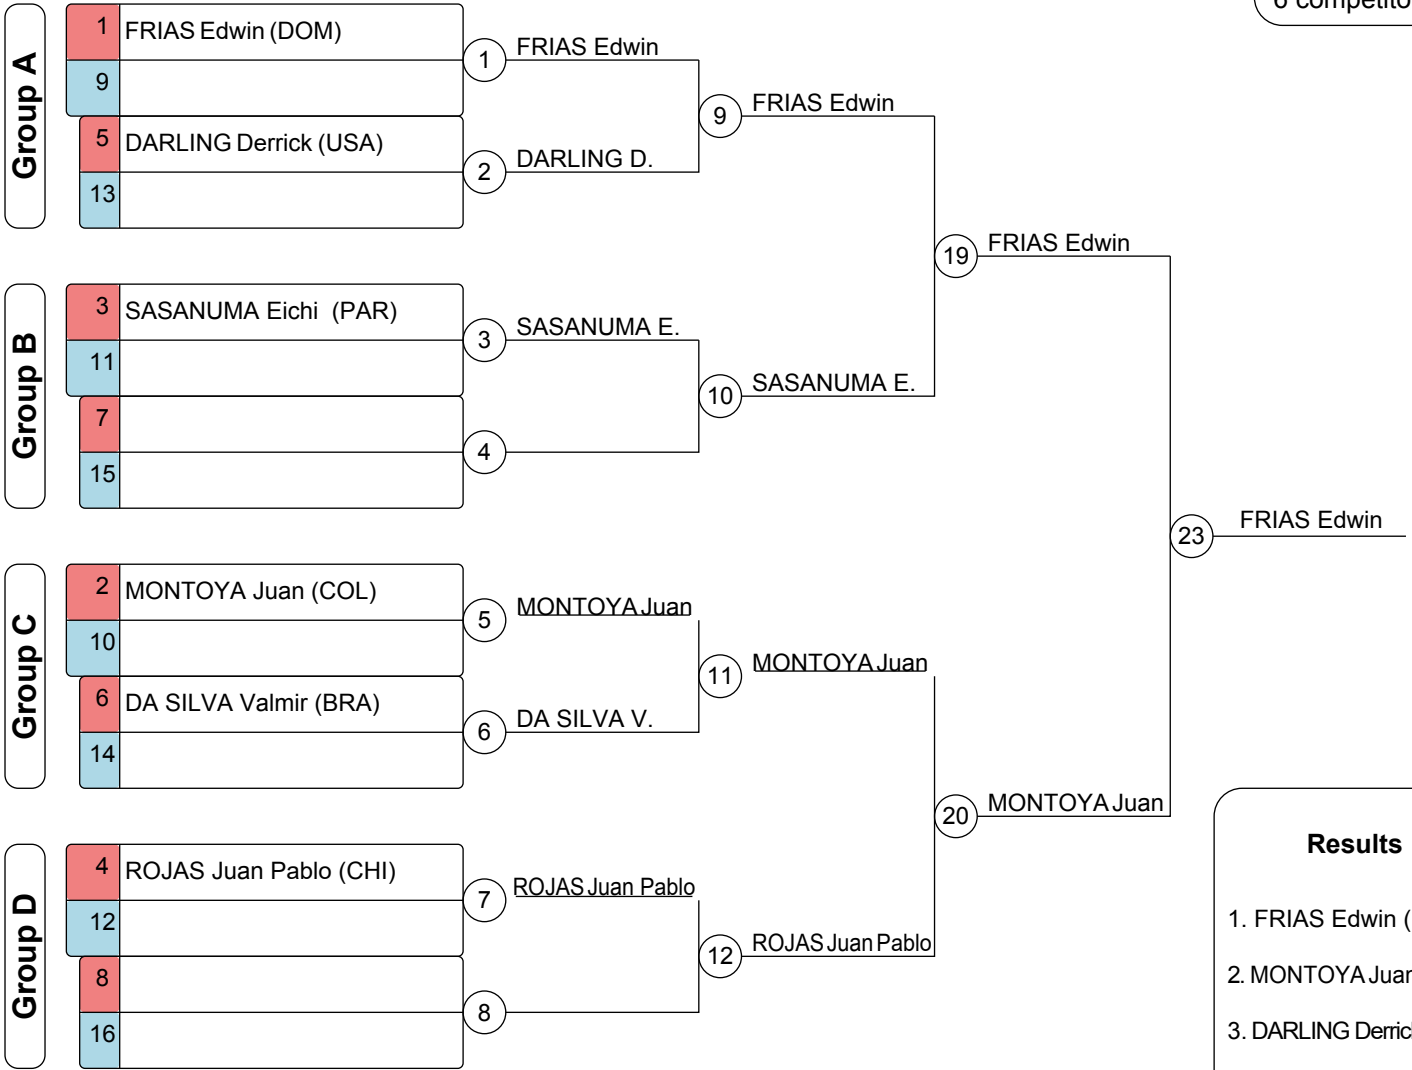 6 competito
Group A
1 FRIAS Edwin (DOM)
9
5 DARLING Derrick (USA)
13
1 FRIAS Edwin
2 DARLING D.
9 FRIAS Edwin
Group B
3 SASANUMA Eichi (PAR)
11
7
15
3 SASANUMA E.
4
10 SASANUMA E.
19 FRIAS Edwin
Group C
2 MONTOYA Juan (COL)
10
6 DA SILVA Valmir (BRA)
14
5 MONTOYA Juan
6 DA SILVA V.
11 MONTOYA Juan
Group D
4 ROJAS Juan Pablo (CHI)
12
8
16
7 ROJAS Juan Pablo
8
12 ROJAS Juan Pablo
20 MONTOYA Juan
23 FRIAS Edwin
Results
1. FRIAS Edwin (
2. MONTOYA Juan
3. DARLING Derrick